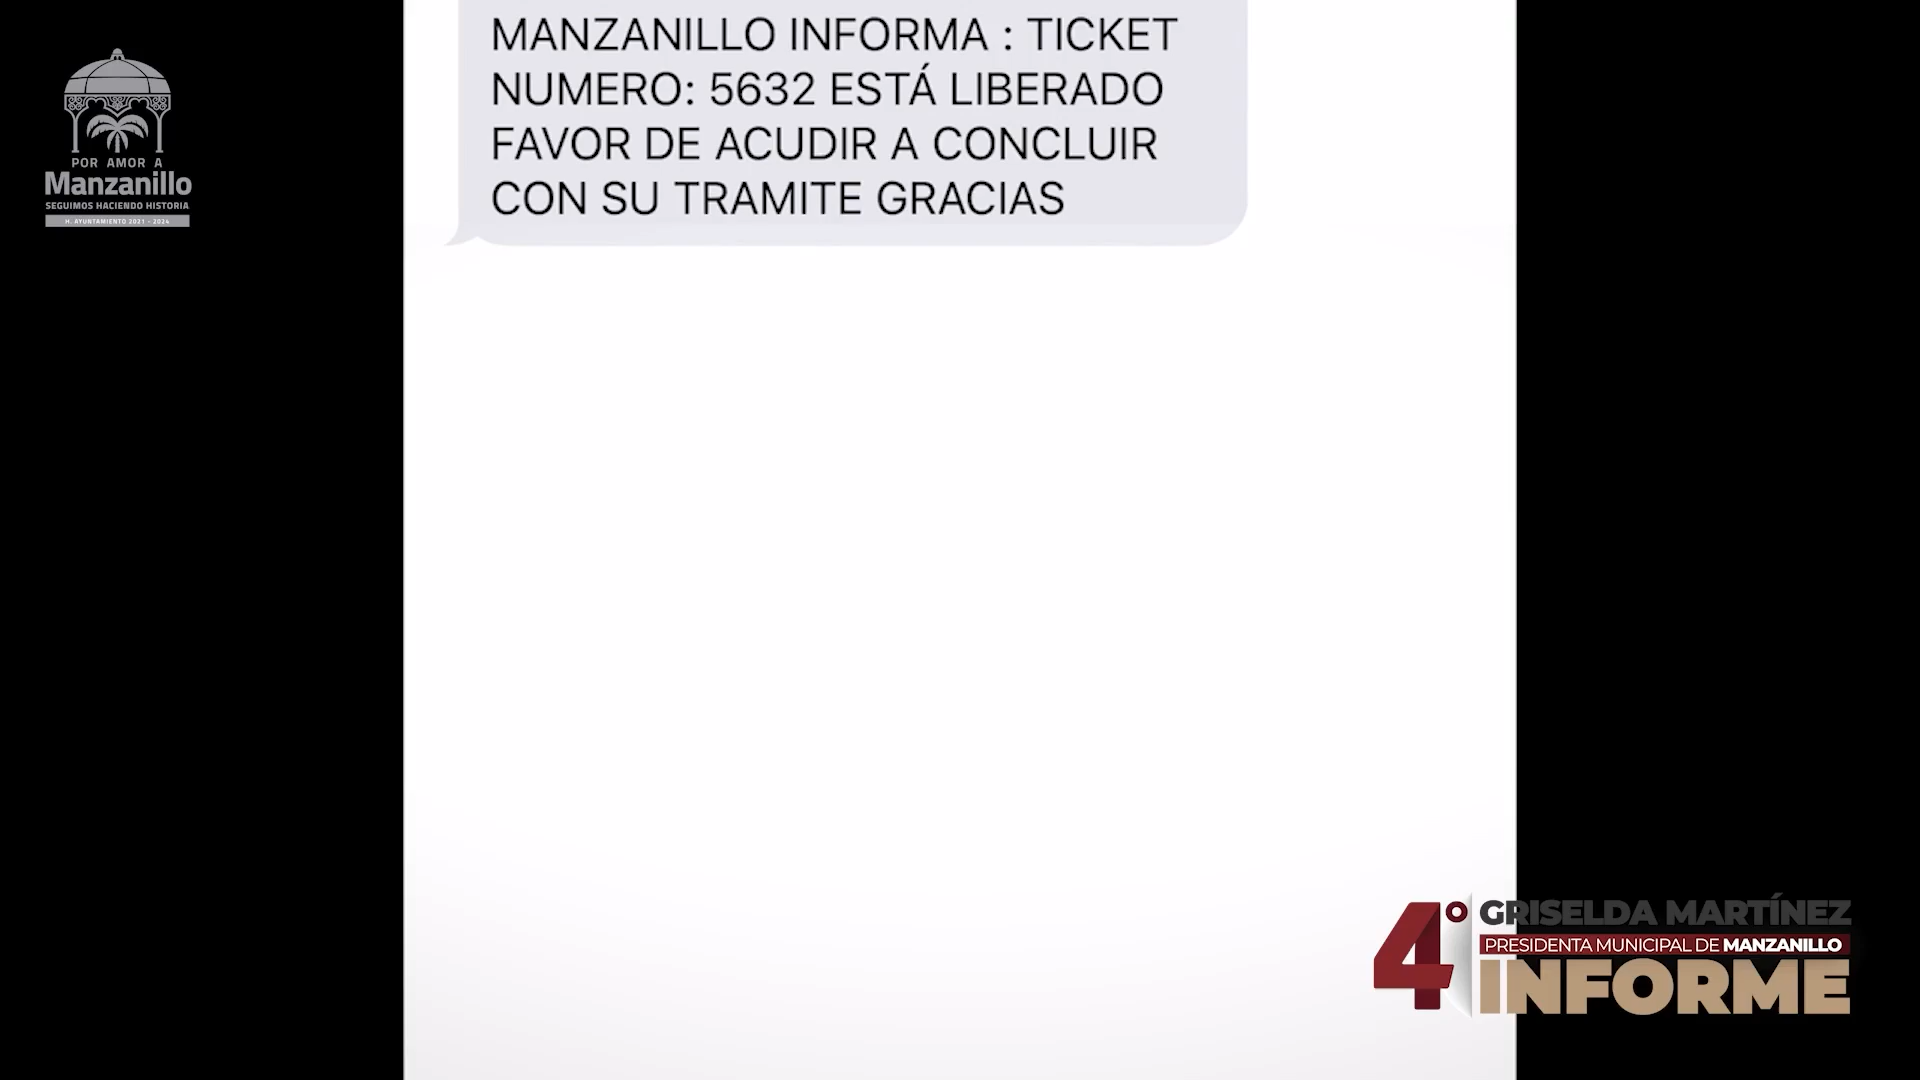 MANZANILLO INFORMA : TICKET
NUMERO: 5632 ESTÁ LIBERADO
FAVOR DE ACUDIR A CONCLUIR
CON SU TRAMITE GRACIAS
POR AMOR A
Manzanillo
SEGUIMOS HACIENDO HISTORIA
H. AYUNTAMIENTO 2021 - 2024
4° GRISELDA MARTÍNEZ
PRESIDENTA MUNICIPAL DE MANZANILLO
INFORME